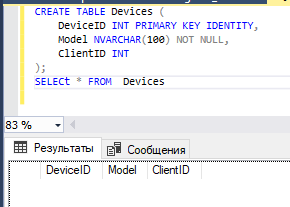 CREATE TABLE Devices (
DeviceID INT PRIMARY KEY IDENTITY,
Model NVARCHAR(100) NOT NULL,
ClientID INT
);
SELECt * FROM Devices
83 %
Результаты Сообщения
DeviceID Model ClientID